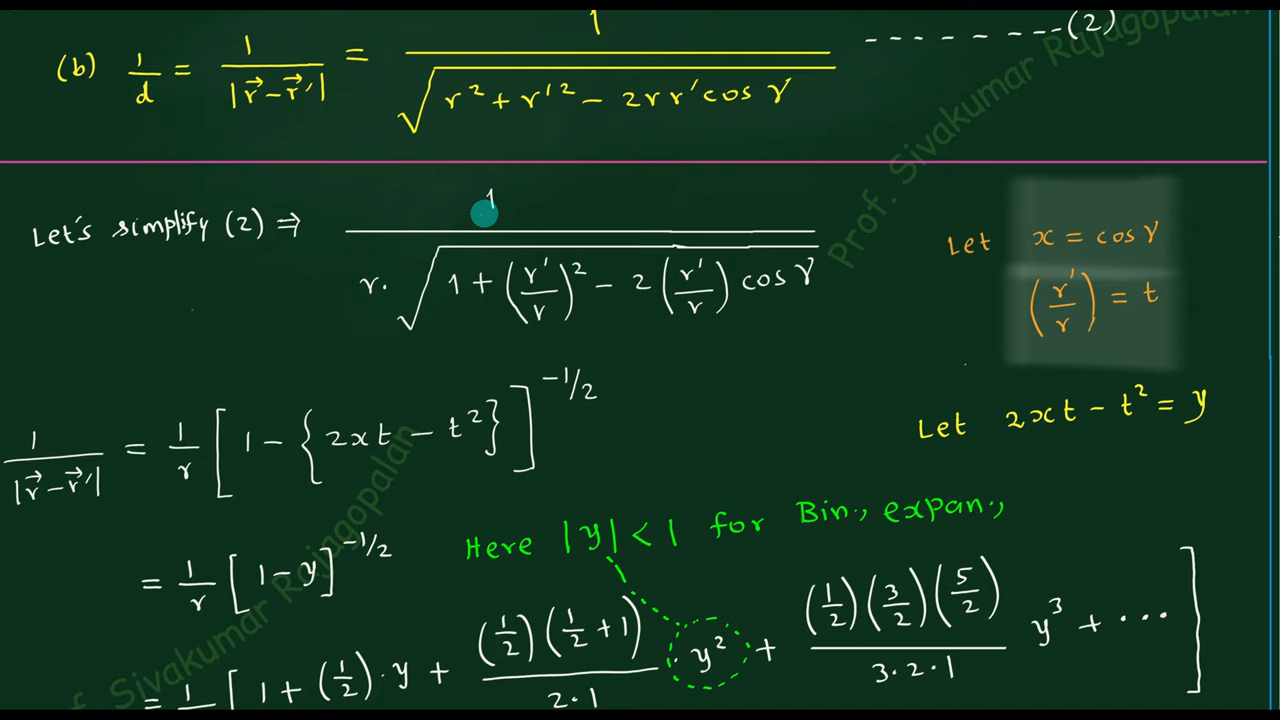 (b) 1/d = 1/|r⃗-r⃗'| = 1/√(r² + r'² - 2rr' cos γ) --------(2)
Let's simplify (2) ⇒ 1/(r·√(1 + (r'/r)² - 2(r'/r) cos γ))
Let x = cos γ
(r'/r) = t
1/|r⃗-r⃗'| = 1/r [1 - {2xt - t²}]^(-1/2)
Let 2xt - t² = y
Here |y| < 1 for Bin., expan.,
= 1/r [1-y]^(-1/2)
= 1/r [1 + (1/2)·y + (1/2)(1/2+1)/(2·1) · y² + (1/2)(3/2)(5/2)/(3·2·1) y³ + ···]
Prof. Sivakumar Rajagopalan
of. Sivakumar Rajagopalan